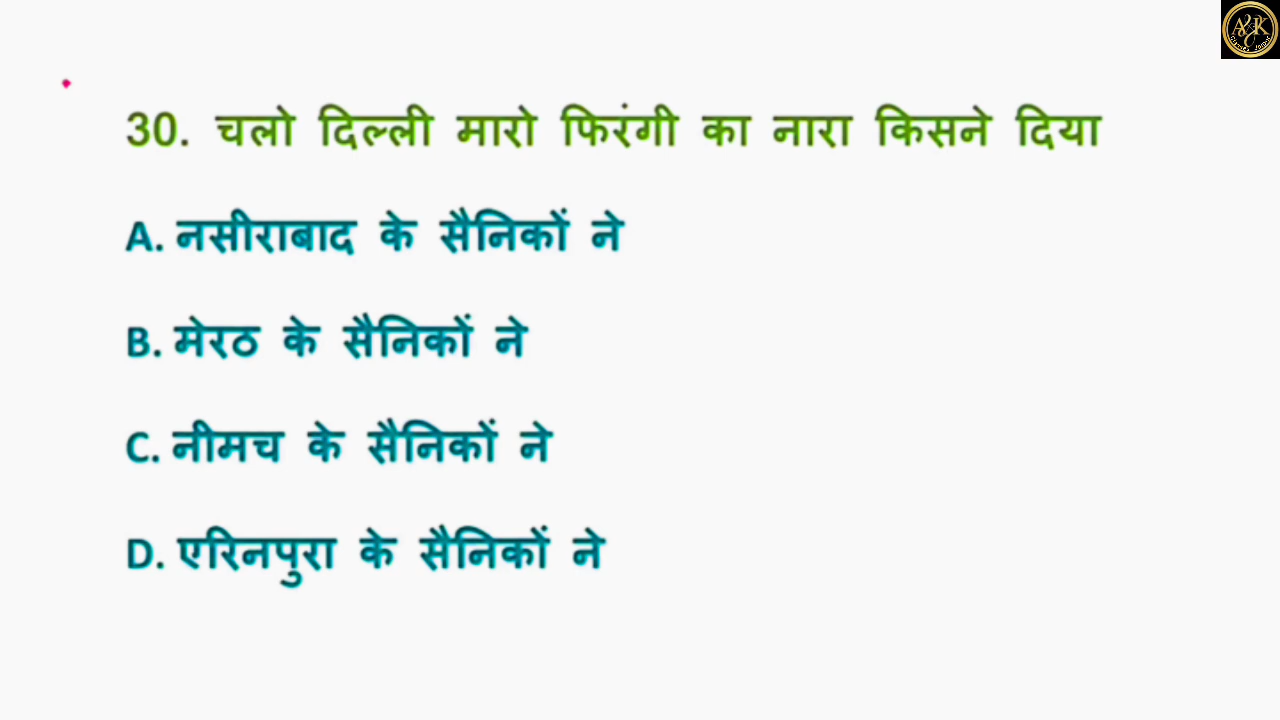 30. चलो दिल्ली मारो फिरंगी का नारा किसने दिया
A. नसीराबाद के सैनिकों ने
B. मेरठ के सैनिकों ने
C. नीमच के सैनिकों ने
D. एरिनपुरा के सैनिकों ने